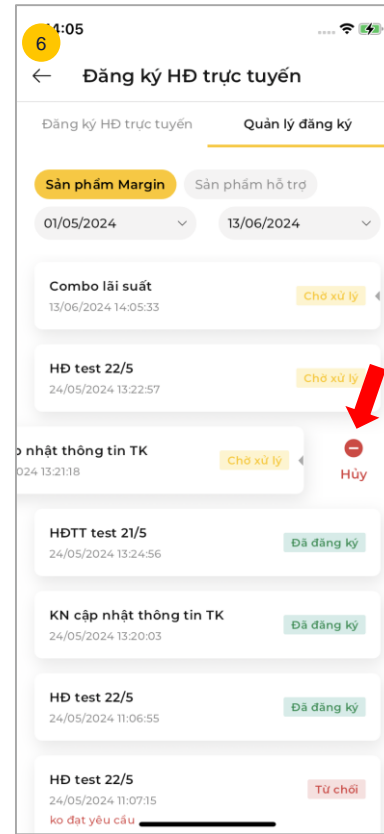 6
4:05
Đăng ký HĐ trực tuyến
Đăng ký HĐ trực tuyến Quản lý đăng ký
Sản phẩm Margin Sản phẩm hỗ trợ
01/05/2024 13/06/2024
Combo lãi suất
13/06/2024 14:05:33
Chờ xử lý
HĐ test 22/5
24/05/2024 13:22:57
Chờ xử lý
nhật thông tin TK
024 13:21:18
Chờ xử lý
Hủy
HĐTT test 21/5
24/05/2024 13:24:56
Đã đăng ký
KN cập nhật thông tin TK
24/05/2024 13:20:03
Đã đăng ký
HĐ test 22/5
24/05/2024 11:06:55
Đã đăng ký
HĐ test 22/5
24/05/2024 11:07:15
Từ chối
ko đạt yêu cầu